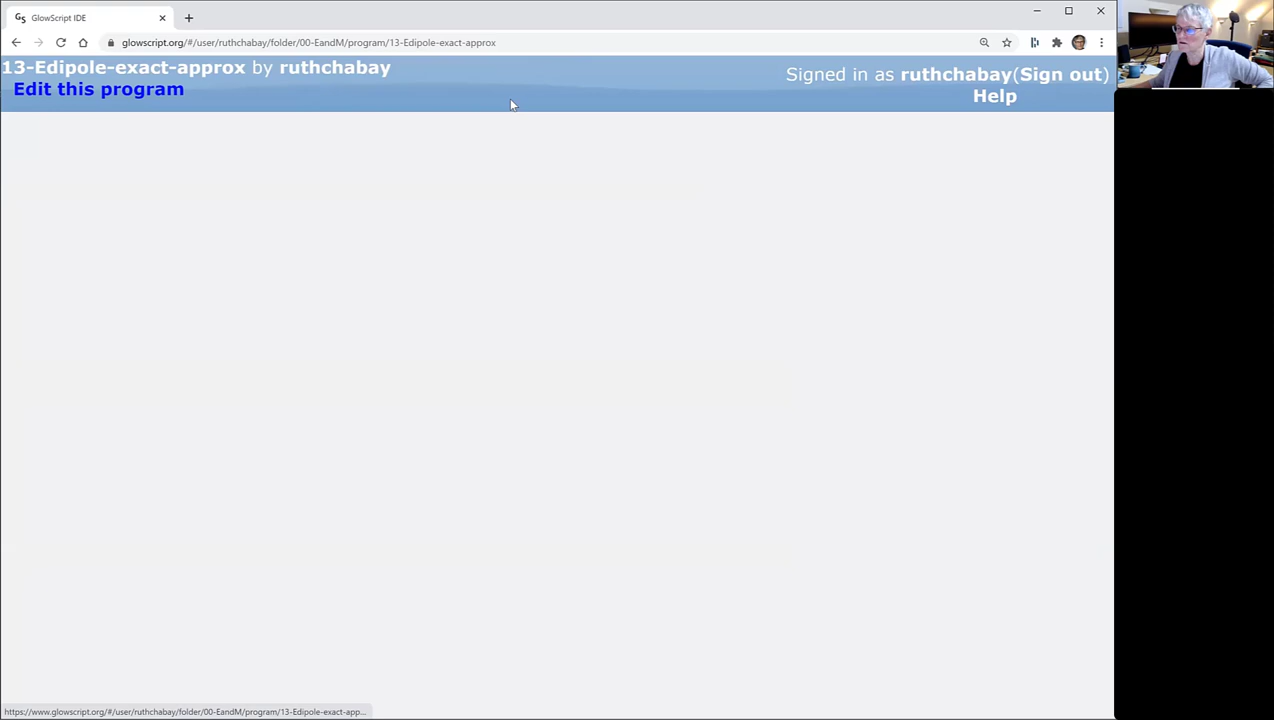 GlowScript IDE
glowscript.org/#/user/ruthchabay/folder/00-EandM/program/13-Edipole-exact-approx
13-Edipole-exact-approx by ruthchabay
Edit this program
Signed in as ruthchabay(Sign out)
Help
https://www.glowscript.org/#/user/ruthchabay/folder/00-EandM/program/13-Edipole-exact-app...